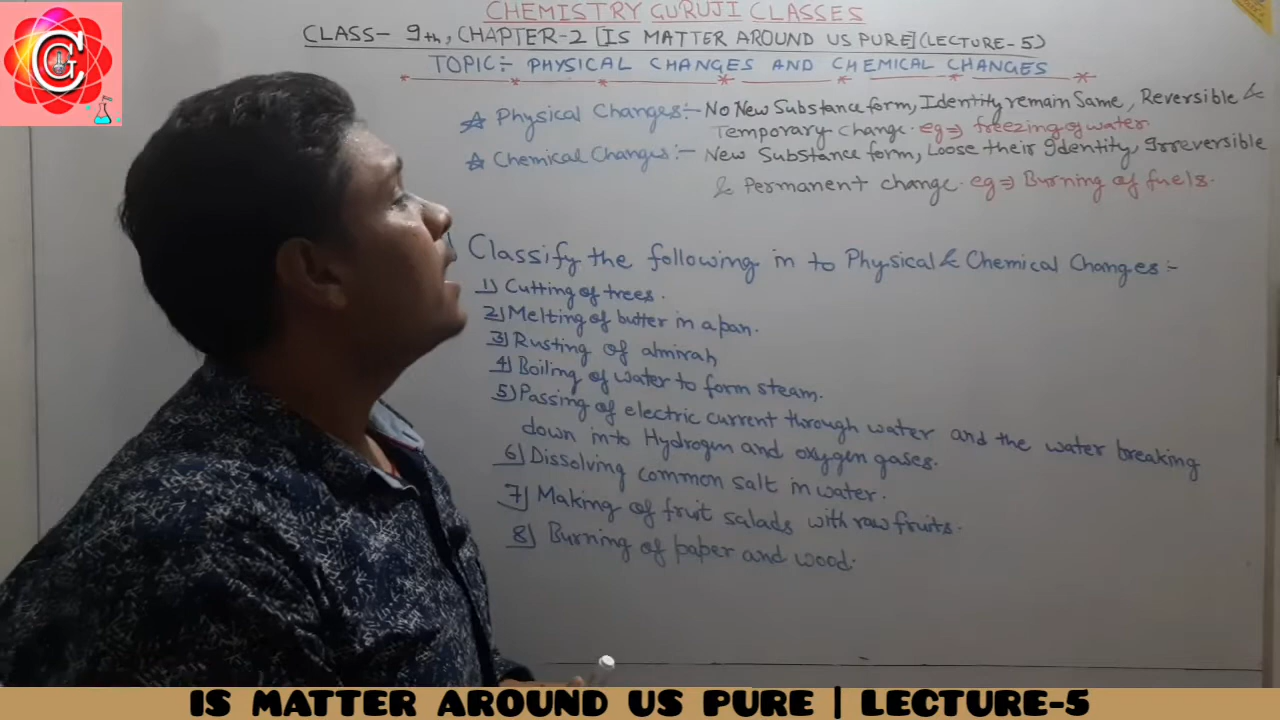 CHEMISTRY GURUJI CLASSES
CLASS- 9th, CHAPTER-2 [IS MATTER AROUND US PURE] (LECTURE-5)
TOPIC:- PHYSICAL CHANGES AND CHEMICAL CHANGES
Physical Changes:- No New Substance form, Identity remain Same, Reversible &
Temporary change. eg ⇒ freezing of water
Chemical Changes:- New Substance form, Loose their Identity, Irreversible
& Permanent change. eg ⇒ Burning of fuels.
Classify the following in to Physical & Chemical Changes:-
1) Cutting of trees.
2) Melting of butter in a pan.
3) Rusting of almirah
4) Boiling of water to form steam.
5) Passing of electric current through water and the water breaking
down into Hydrogen and oxygen gases.
6) Dissolving common salt in water.
7) Making of fruit salads with raw fruits.
8) Burning of paper and wood.
IS MATTER AROUND US PURE | LECTURE-5